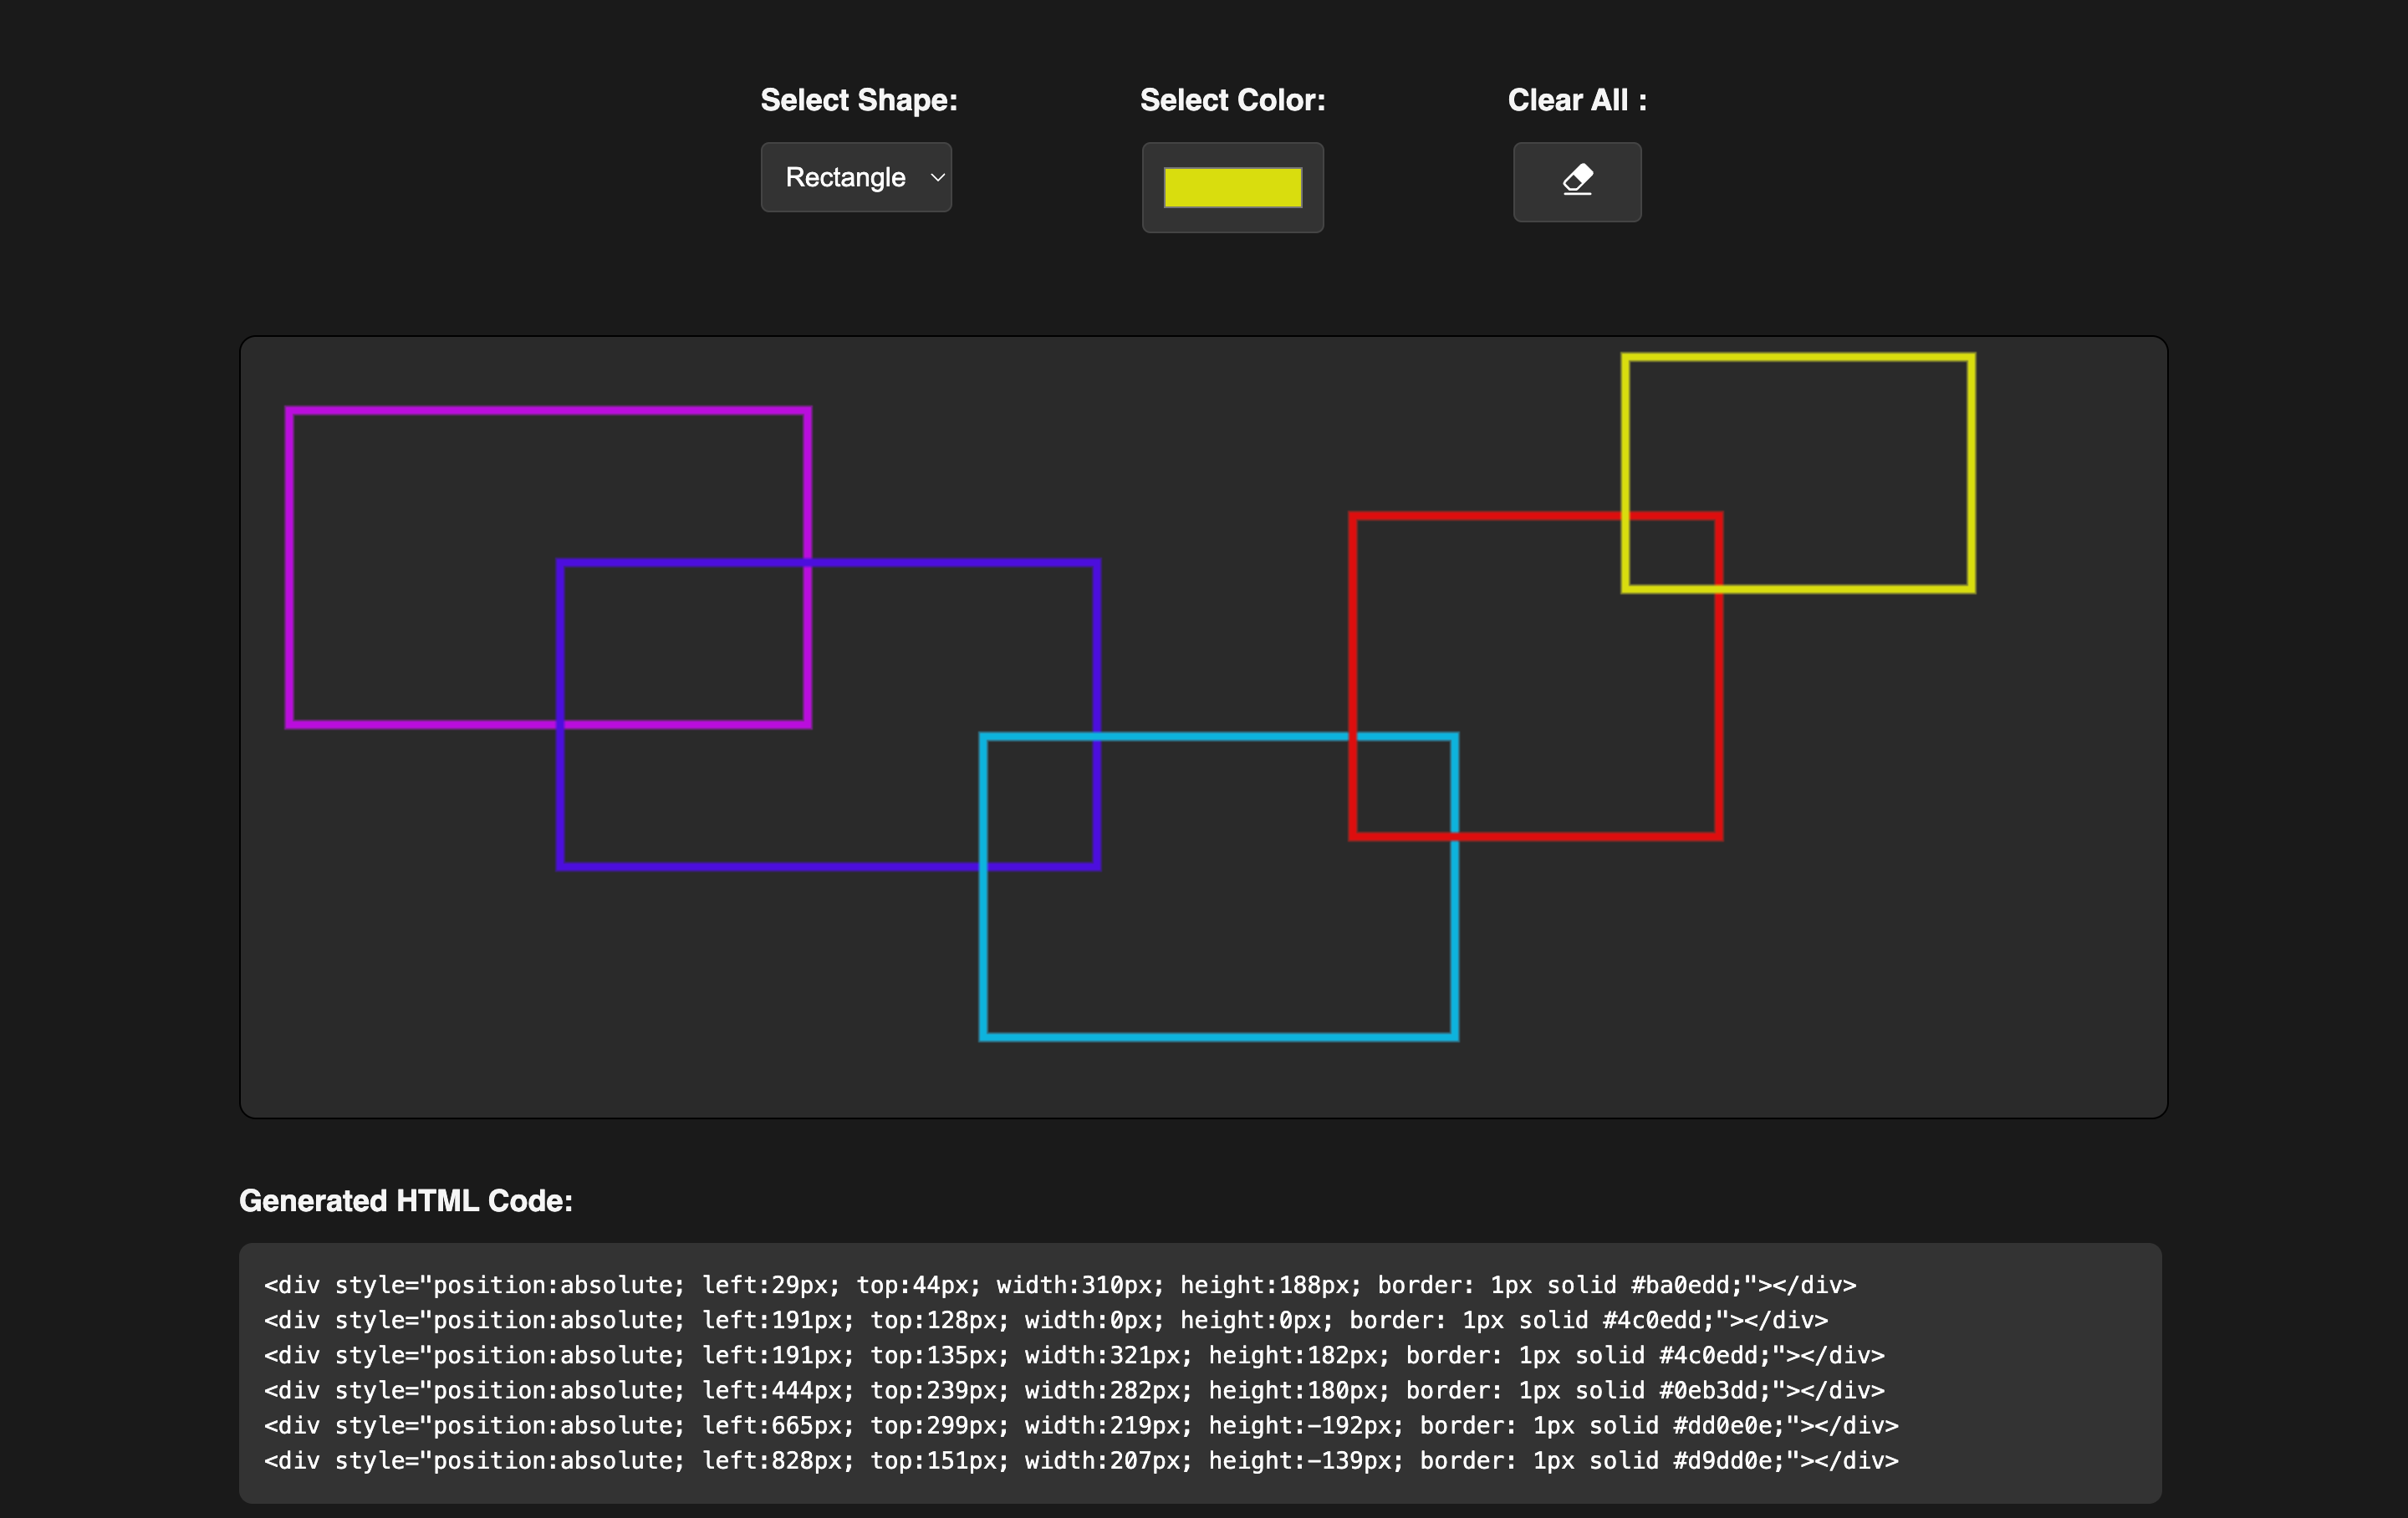 Select Shape:
Select Color:
Clear All :
Rectangle
Generated HTML Code:
<div style="position:absolute; left:29px; top:44px; width:310px; height:188px; border: 1px solid #ba0edd;"></div>
<div style="position:absolute; left:191px; top:128px; width:0px; height:0px; border: 1px solid #4c0edd;"></div>
<div style="position:absolute; left:191px; top:135px; width:321px; height:182px; border: 1px solid #4c0edd;"></div>
<div style="position:absolute; left:444px; top:239px; width:282px; height:180px; border: 1px solid #0eb3dd;"></div>
<div style="position:absolute; left:665px; top:299px; width:219px; height:-192px; border: 1px solid #dd0e0e;"></div>
<div style="position:absolute; left:828px; top:151px; width:207px; height:-139px; border: 1px solid #d9dd0e;"></div>